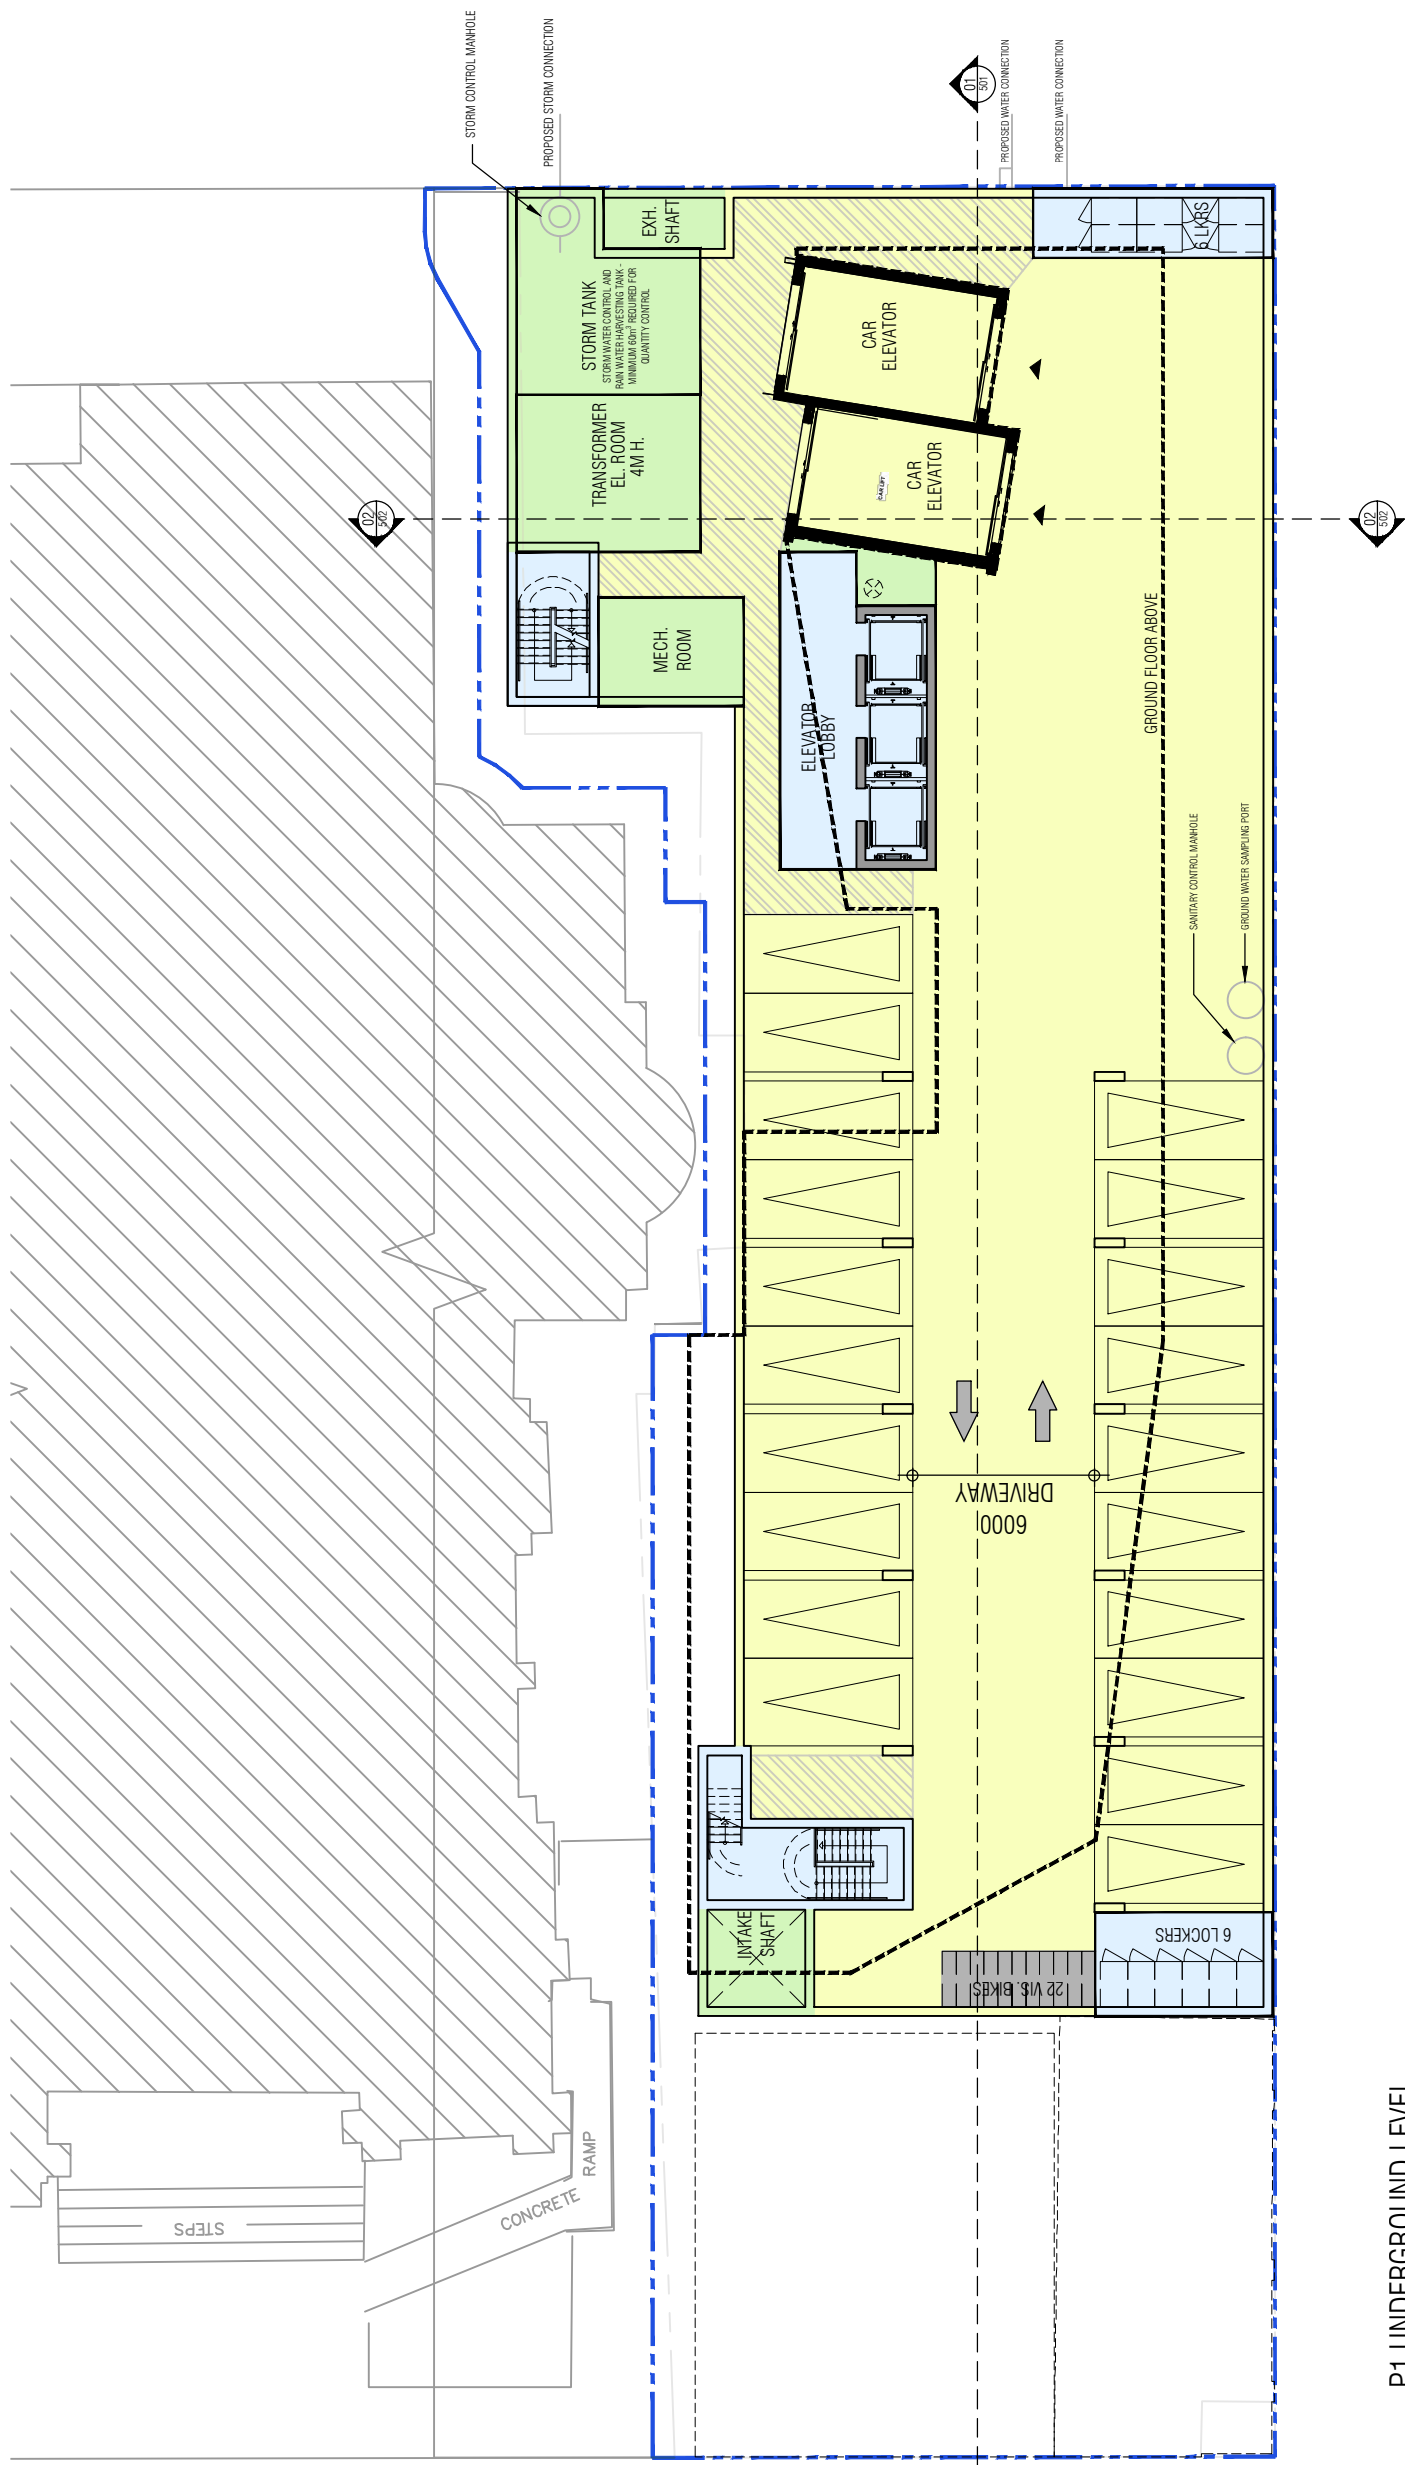 STORM CONTROL MANHOLE
PROPOSED STORM CONNECTION
01
501
PROPOSED WATER CONNECTION
PROPOSED WATER CONNECTION
EXH.
SHAFT
6 LKRS
STORM TANK
STORM WATER CONTROL AND
RAIN WATER HARVESTING TANK -
MINIMUM 60m³ REQUIRED FOR
QUANTITY CONTROL
CAR
ELEVATOR
TRANSFORMER
EL. ROOM
4M H.
CAR
ELEVATOR
CAR LIFT
02
502
02
502
MECH.
ROOM
ELEVATOR
LOBBY
GROUND FLOOR ABOVE
SANITARY CONTROL MANHOLE
GROUND WATER SAMPLING PORT
DRIVEWAY
6000
INTAKE
SHAFT
22 VIS. BIKES
6 LOCKERS
STEPS
CONCRETE
RAMP
P1 UNDERGROUND LEVEL